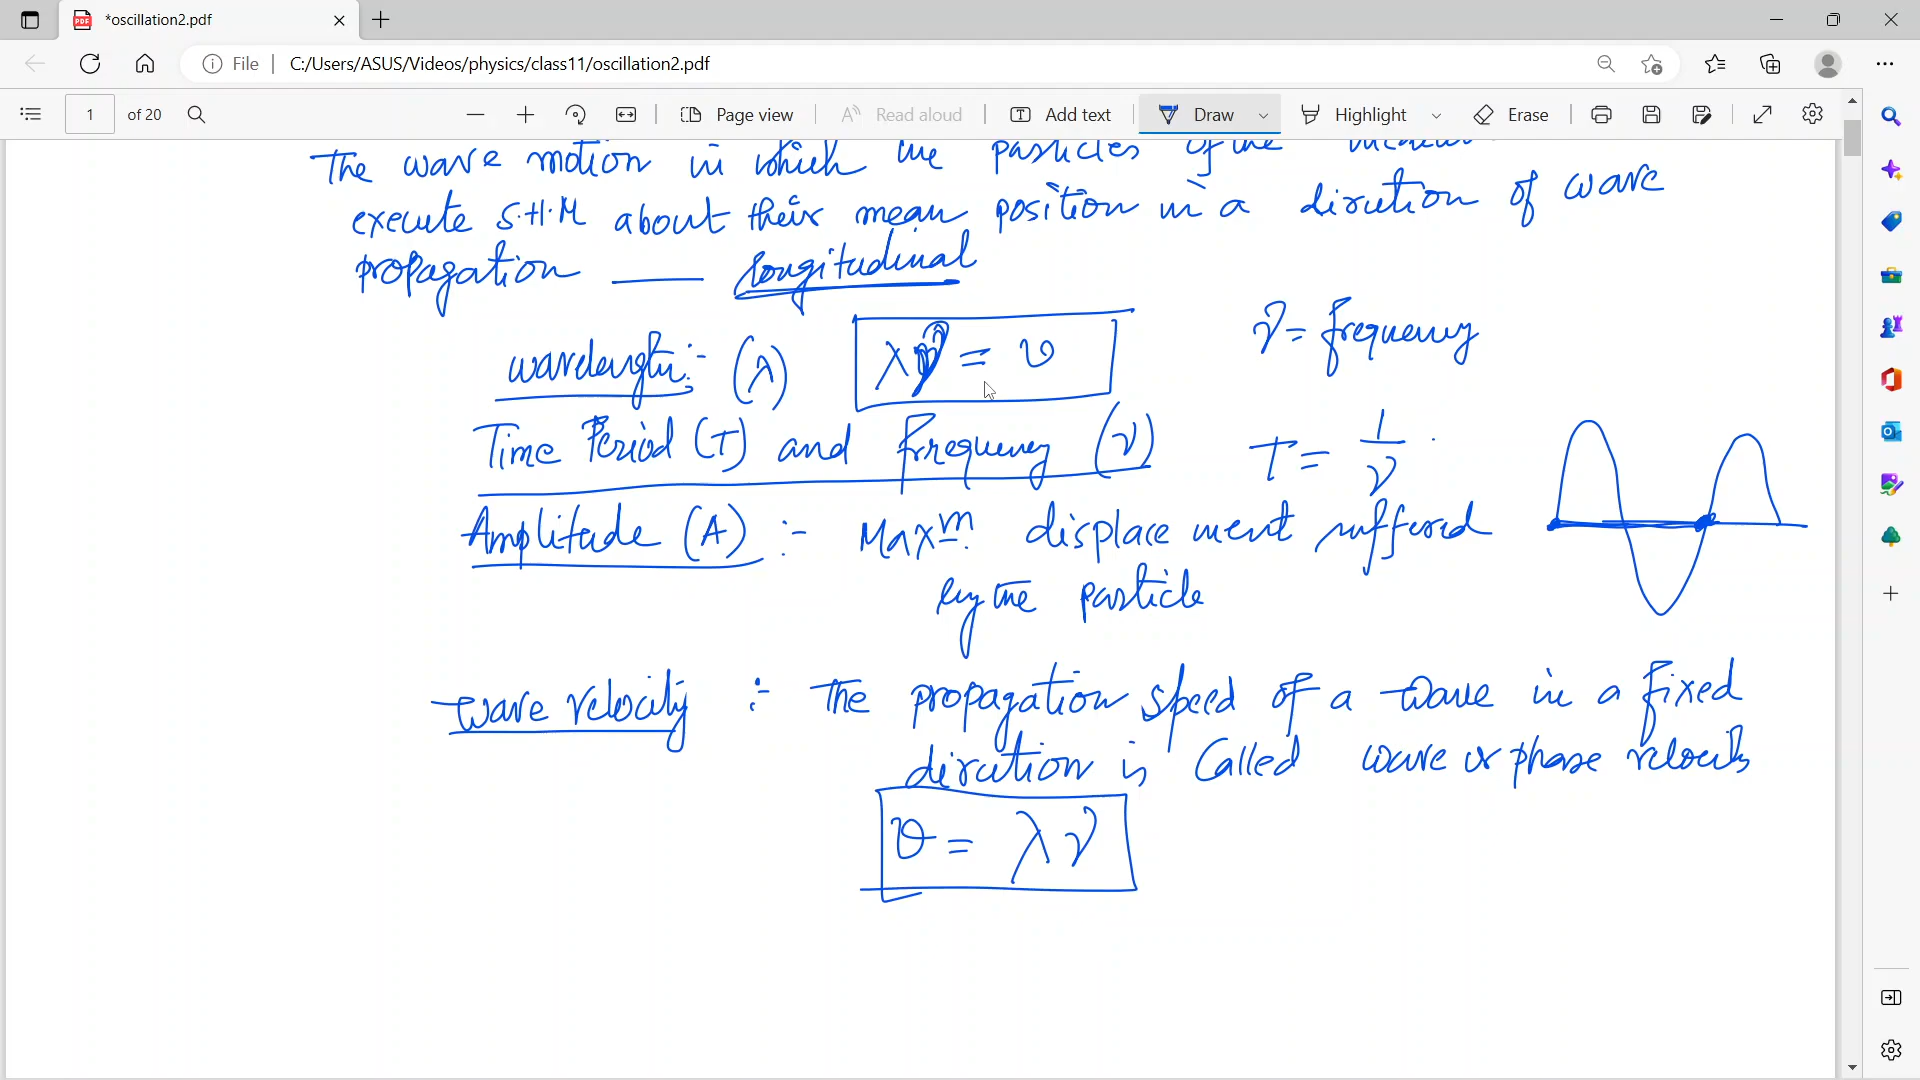 *oscillation2.pdf
File | C:/Users/ASUS/Videos/physics/class11/oscillation2.pdf
1 of 20 Page view Read aloud Add text Draw Highlight Erase
The wave motion in which the particles of the
execute S.H.M about their mean position in a dirction of wave
propagation —— longitudinal
wavelength :- (λ) λν = v ν = frequency
Time Period (T) and frequency (ν) T = 1/ν
Amplitude (A) :- Maxm. displacement suffered
by the particle
wave velocity :- The propagation speed of a wave in a fixed
dirction is called wave or phase velocity
v = λν